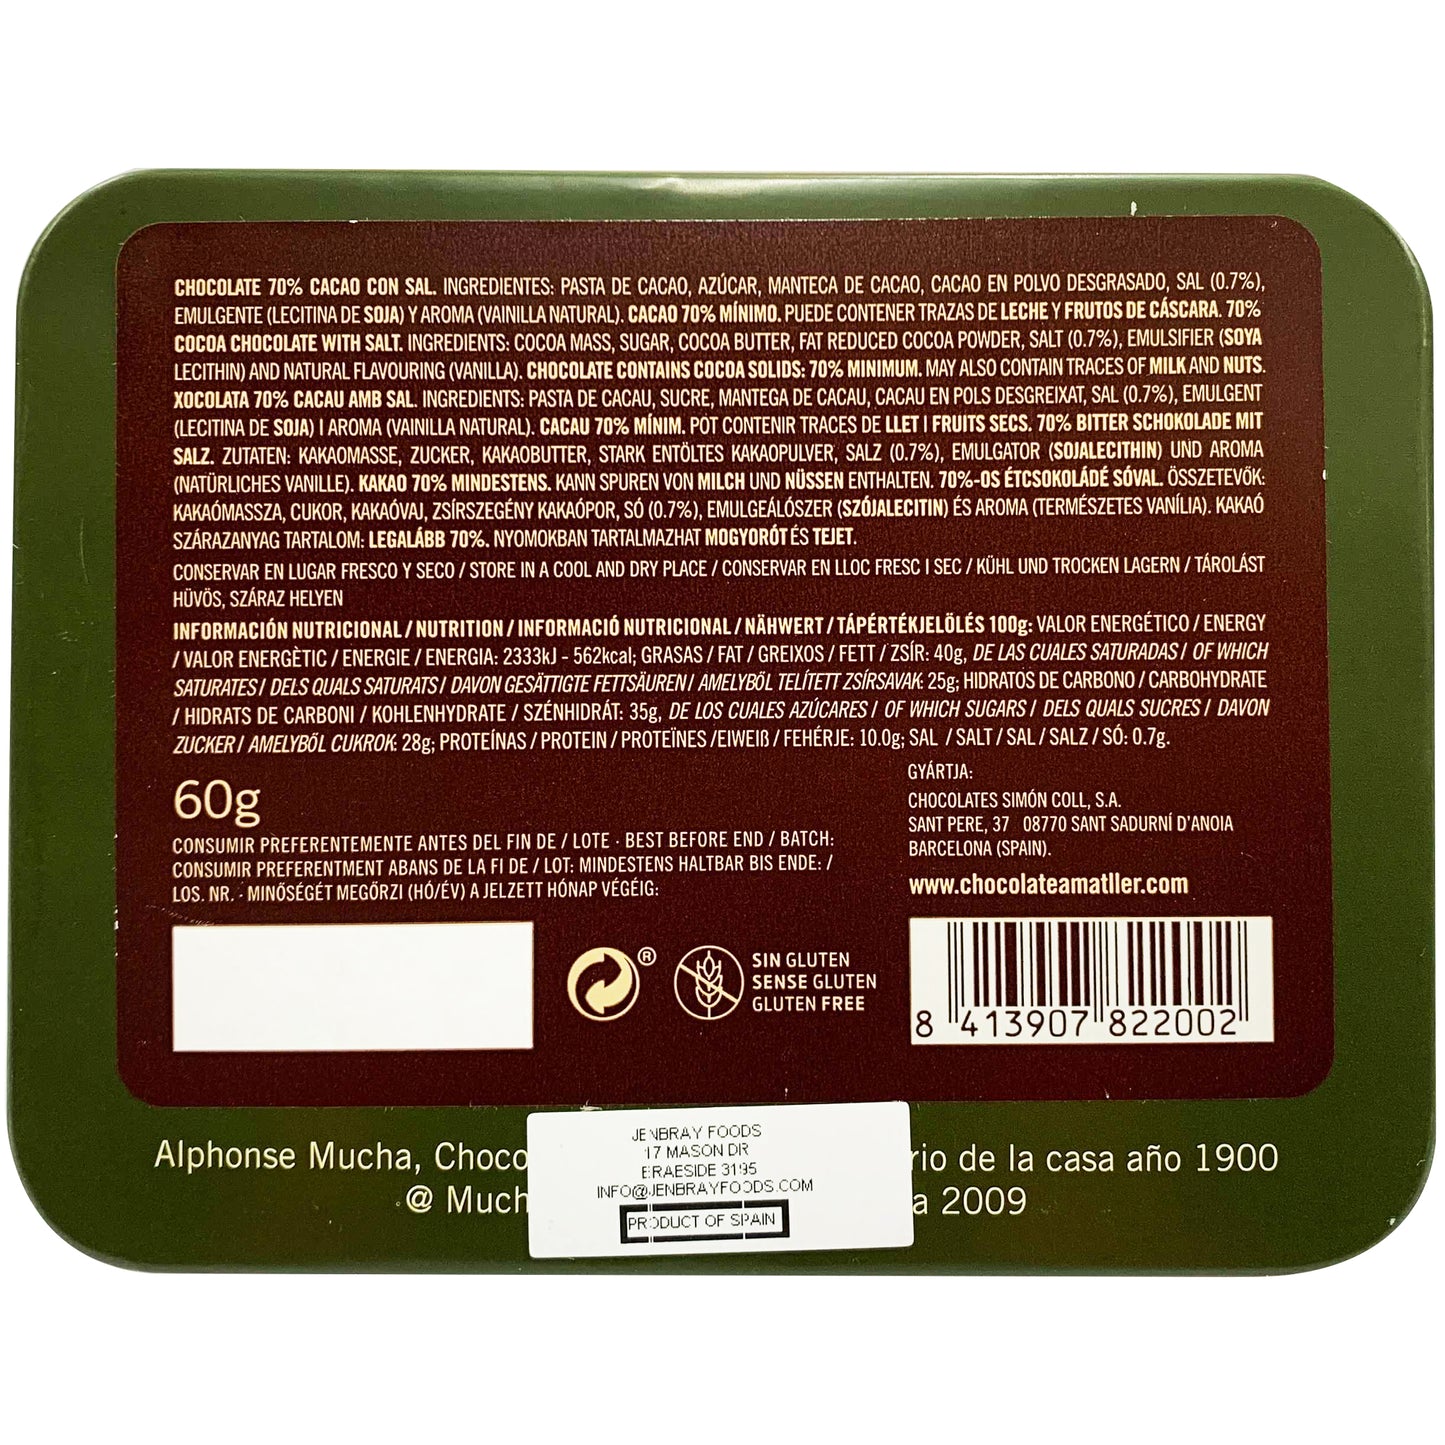 CHOCOLATE 70% CACAO CON SAL. INGREDIENTES: PASTA DE CACAO, AZÚCAR, MANTECA DE CACAO, CACAO EN POLVO DESGRASADO, SAL (0.7%),
EMULGENTE (LECITINA DE SOJA) Y AROMA (VAINILLA NATURAL). CACAO 70% MÍNIMO. PUEDE CONTENER TRAZAS DE LECHE Y FRUTOS DE CÁSCARA. 70%
COCOA CHOCOLATE WITH SALT. INGREDIENTS: COCOA MASS, SUGAR, COCOA BUTTER, FAT REDUCED COCOA POWDER, SALT (0.7%), EMULSIFIER (SOYA
LECITHIN) AND NATURAL FLAVOURING (VANILLA). CHOCOLATE CONTAINS COCOA SOLIDS: 70% MINIMUM. MAY ALSO CONTAIN TRACES OF MILK AND NUTS.
XOCOLATA 70% CACAU AMB SAL. INGREDIENTS: PASTA DE CACAU, SUCRE, MANTEGA DE CACAU, CACAU EN POLS DESGREIXAT, SAL (0.7%), EMULGENT
(LECITINA DE SOJA) I AROMA (VAINILLA NATURAL). CACAU 70% MÍNIM. POT CONTENIR TRACES DE LLET I FRUITS SECS. 70% BITTER SCHOKOLADE MIT
SALZ. ZUTATEN: KAKAOMASSE, ZUCKER, KAKAOBUTTER, STARK ENTÖLTES KAKAOPULVER, SALZ (0.7%), EMULGATOR (SOJALECITHIN) UND AROMA
(NATÜRLICHES VANILLE). KAKAO 70% MINDESTENS. KANN SPUREN VON MILCH UND NÜSSEN ENTHALTEN. 70%-OS ÉTCSOKOLÁDÉ SÓVAL. ÖSSZETEVŐK:
KAKAÓMASSZA, CUKOR, KAKAÓVAJ, ZSÍRSZEGÉNY KAKAÓPOR, SÓ (0.7%), EMULGEÁLÓSZER (SZÓJALECITIN) ÉS AROMA (TERMÉSZETES VANÍLIA). KAKAÓ
SZÁRAZANYAG TARTALOM: LEGALÁBB 70%. NYOMOKBAN TARTALMAZHAT MOGYORÓT ÉS TEJET.
CONSERVAR EN LUGAR FRESCO Y SECO / STORE IN A COOL AND DRY PLACE / CONSERVAR EN LLOC FRESC I SEC / KÜHL UND TROCKEN LAGERN / TÁROLÁST
HÜVÖS, SZÁRAZ HELYEN
INFORMACIÓN NUTRICIONAL / NUTRITION / INFORMACIÓ NUTRICIONAL / NÄHWERT / TÁPÉRTÉKJELÖLÉS 100g: VALOR ENERGÉTICO / ENERGY
/ VALOR ENERGÈTIC / ENERGIE / ENERGIA: 2333kJ - 562kcal; GRASAS / FAT / GREIXOS / FETT / ZSÍR: 40g, DE LAS CUALES SATURADAS / OF WHICH
SATURATES / DELS QUALS SATURATS / DAVON GESÄTTIGTE FETTSÄUREN / AMELYBŐL TELÍTETT ZSÍRSAVAK: 25g; HIDRATOS DE CARBONO / CARBOHYDRATE
/ HIDRATS DE CARBONI / KOHLENHYDRATE / SZÉNHIDRÁT: 35g, DE LOS CUALES AZÚCARES / OF WHICH SUGARS / DELS QUALS SUCRES / DAVON
ZUCKER / AMELYBŐL CUKROK: 28g; PROTEÍNAS / PROTEIN / PROTEÏNES /EIWEIß / FEHÉRJE: 10.0g; SAL / SALT / SAL / SALZ / SÓ: 0.7g.
60g
CONSUMIR PREFERENTEMENTE ANTES DEL FIN DE / LOTE · BEST BEFORE END / BATCH:
CONSUMIR PREFERENTMENT ABANS DE LA FI DE / LOT: MINDESTENS HALTBAR BIS ENDE: /
LOS. NR. · MINŐSÉGÉT MEGŐRZI (HÓ/ÉV) A JELZETT HÓNAP VÉGÉIG:
GYÁRTJA:
CHOCOLATES SIMÓN COLL, S.A.
SANT PERE, 37 08770 SANT SADURNÍ D'ANOIA
BARCELONA (SPAIN).
www.chocolateamatller.com
®
SIN GLUTEN
SENSE GLUTEN
GLUTEN FREE
8 413907 822002
Alphonse Mucha, Choco rio de la casa año 1900
@ Much a 2009
JENBRAY FOODS
17 MASON DR
BRAESIDE 3195
INFO@JENBRAYFOODS.COM
PRODUCT OF SPAIN